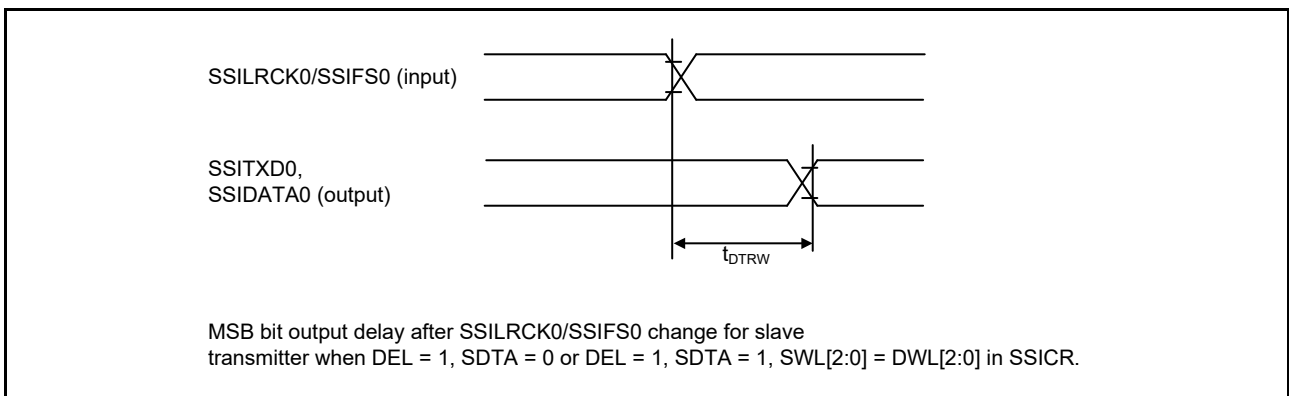 SSILRCK0/SSIFS0 (input)
SSITXD0,
SSIDATA0 (output)
tDTRW
MSB bit output delay after SSILRCK0/SSIFS0 change for slave
transmitter when DEL = 1, SDTA = 0 or DEL = 1, SDTA = 1, SWL[2:0] = DWL[2:0] in SSICR.